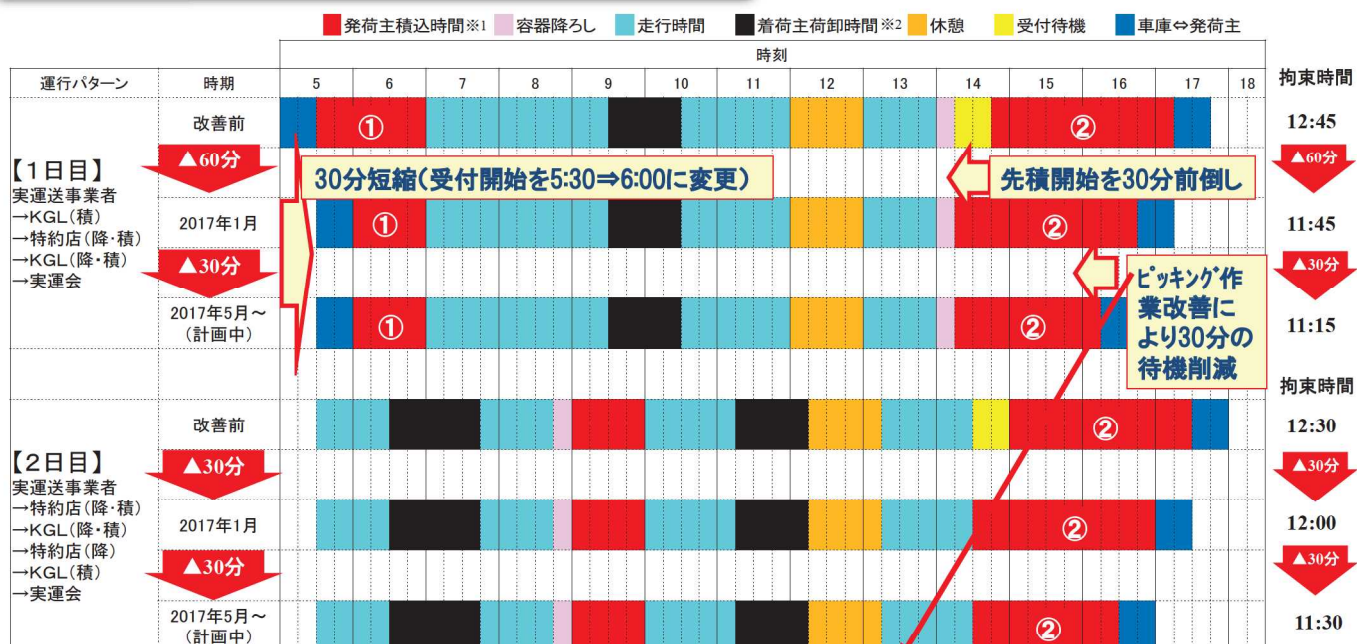 発荷主積込時間※1 容器降ろし 走行時間 着荷主荷卸時間※2 休憩 受付待機 車庫⇔発荷主
時刻
運行パターン 時期 5 6 7 8 9 10 11 12 13 14 15 16 17 18 拘束時間
改善前 ① ② 12:45
▲60分 ▲60分
【1日目】
実運送事業者
→KGL(積)
→特約店(降・積)
→KGL(降・積)
→実運会
30分短縮(受付開始を5:30⇒6:00に変更) 先積開始を30分前倒し
2017年1月 ① ② 11:45
▲30分 ▲30分
ピッキング作
業改善に
より30分の
待機削減
2017年5月～
(計画中) ① ② 11:15
拘束時間
改善前 ② 12:30
▲30分 ▲30分
【2日目】
実運送事業者
→特約店(降・積)
→KGL(降・積)
→特約店(降)
→KGL(積)
→実運会
2017年1月 ② 12:00
▲30分 ▲30分
2017年5月～
(計画中) ② 11:30